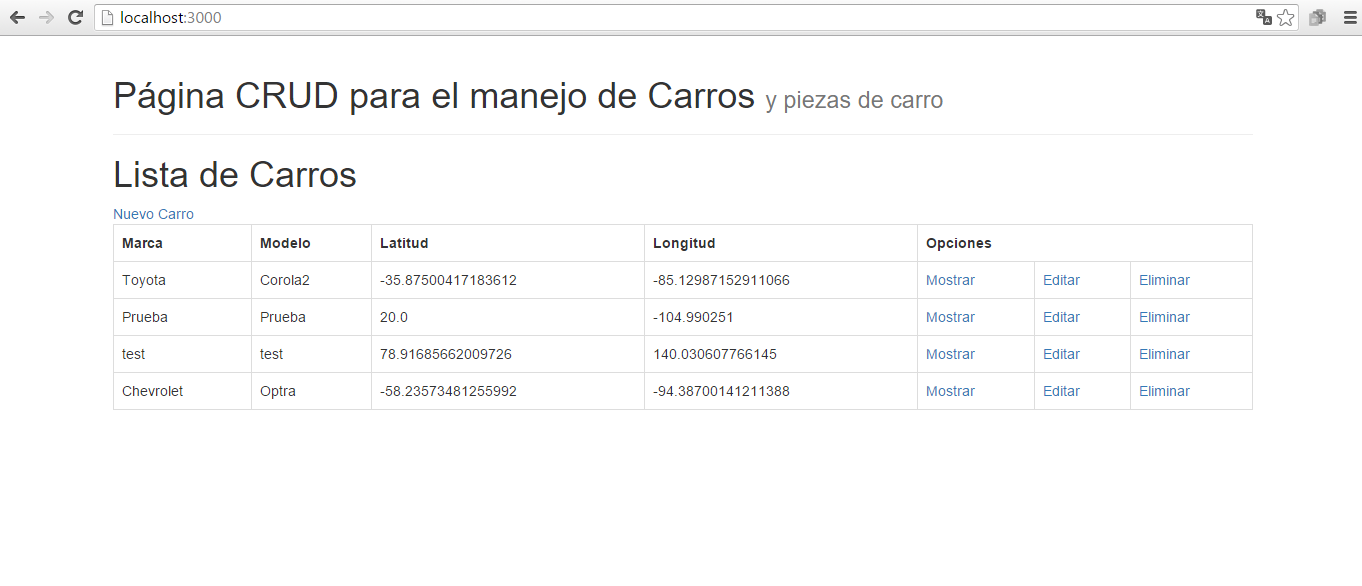 localhost:3000
Página CRUD para el manejo de Carros y piezas de carro
Lista de Carros
Nuevo Carro
Marca Modelo Latitud Longitud Opciones
Toyota Corola2 -35.87500417183612 -85.12987152911066 Mostrar Editar Eliminar
Prueba Prueba 20.0 -104.990251 Mostrar Editar Eliminar
test test 78.91685662009726 140.030607766145 Mostrar Editar Eliminar
Chevrolet Optra -58.23573481255992 -94.38700141211388 Mostrar Editar Eliminar